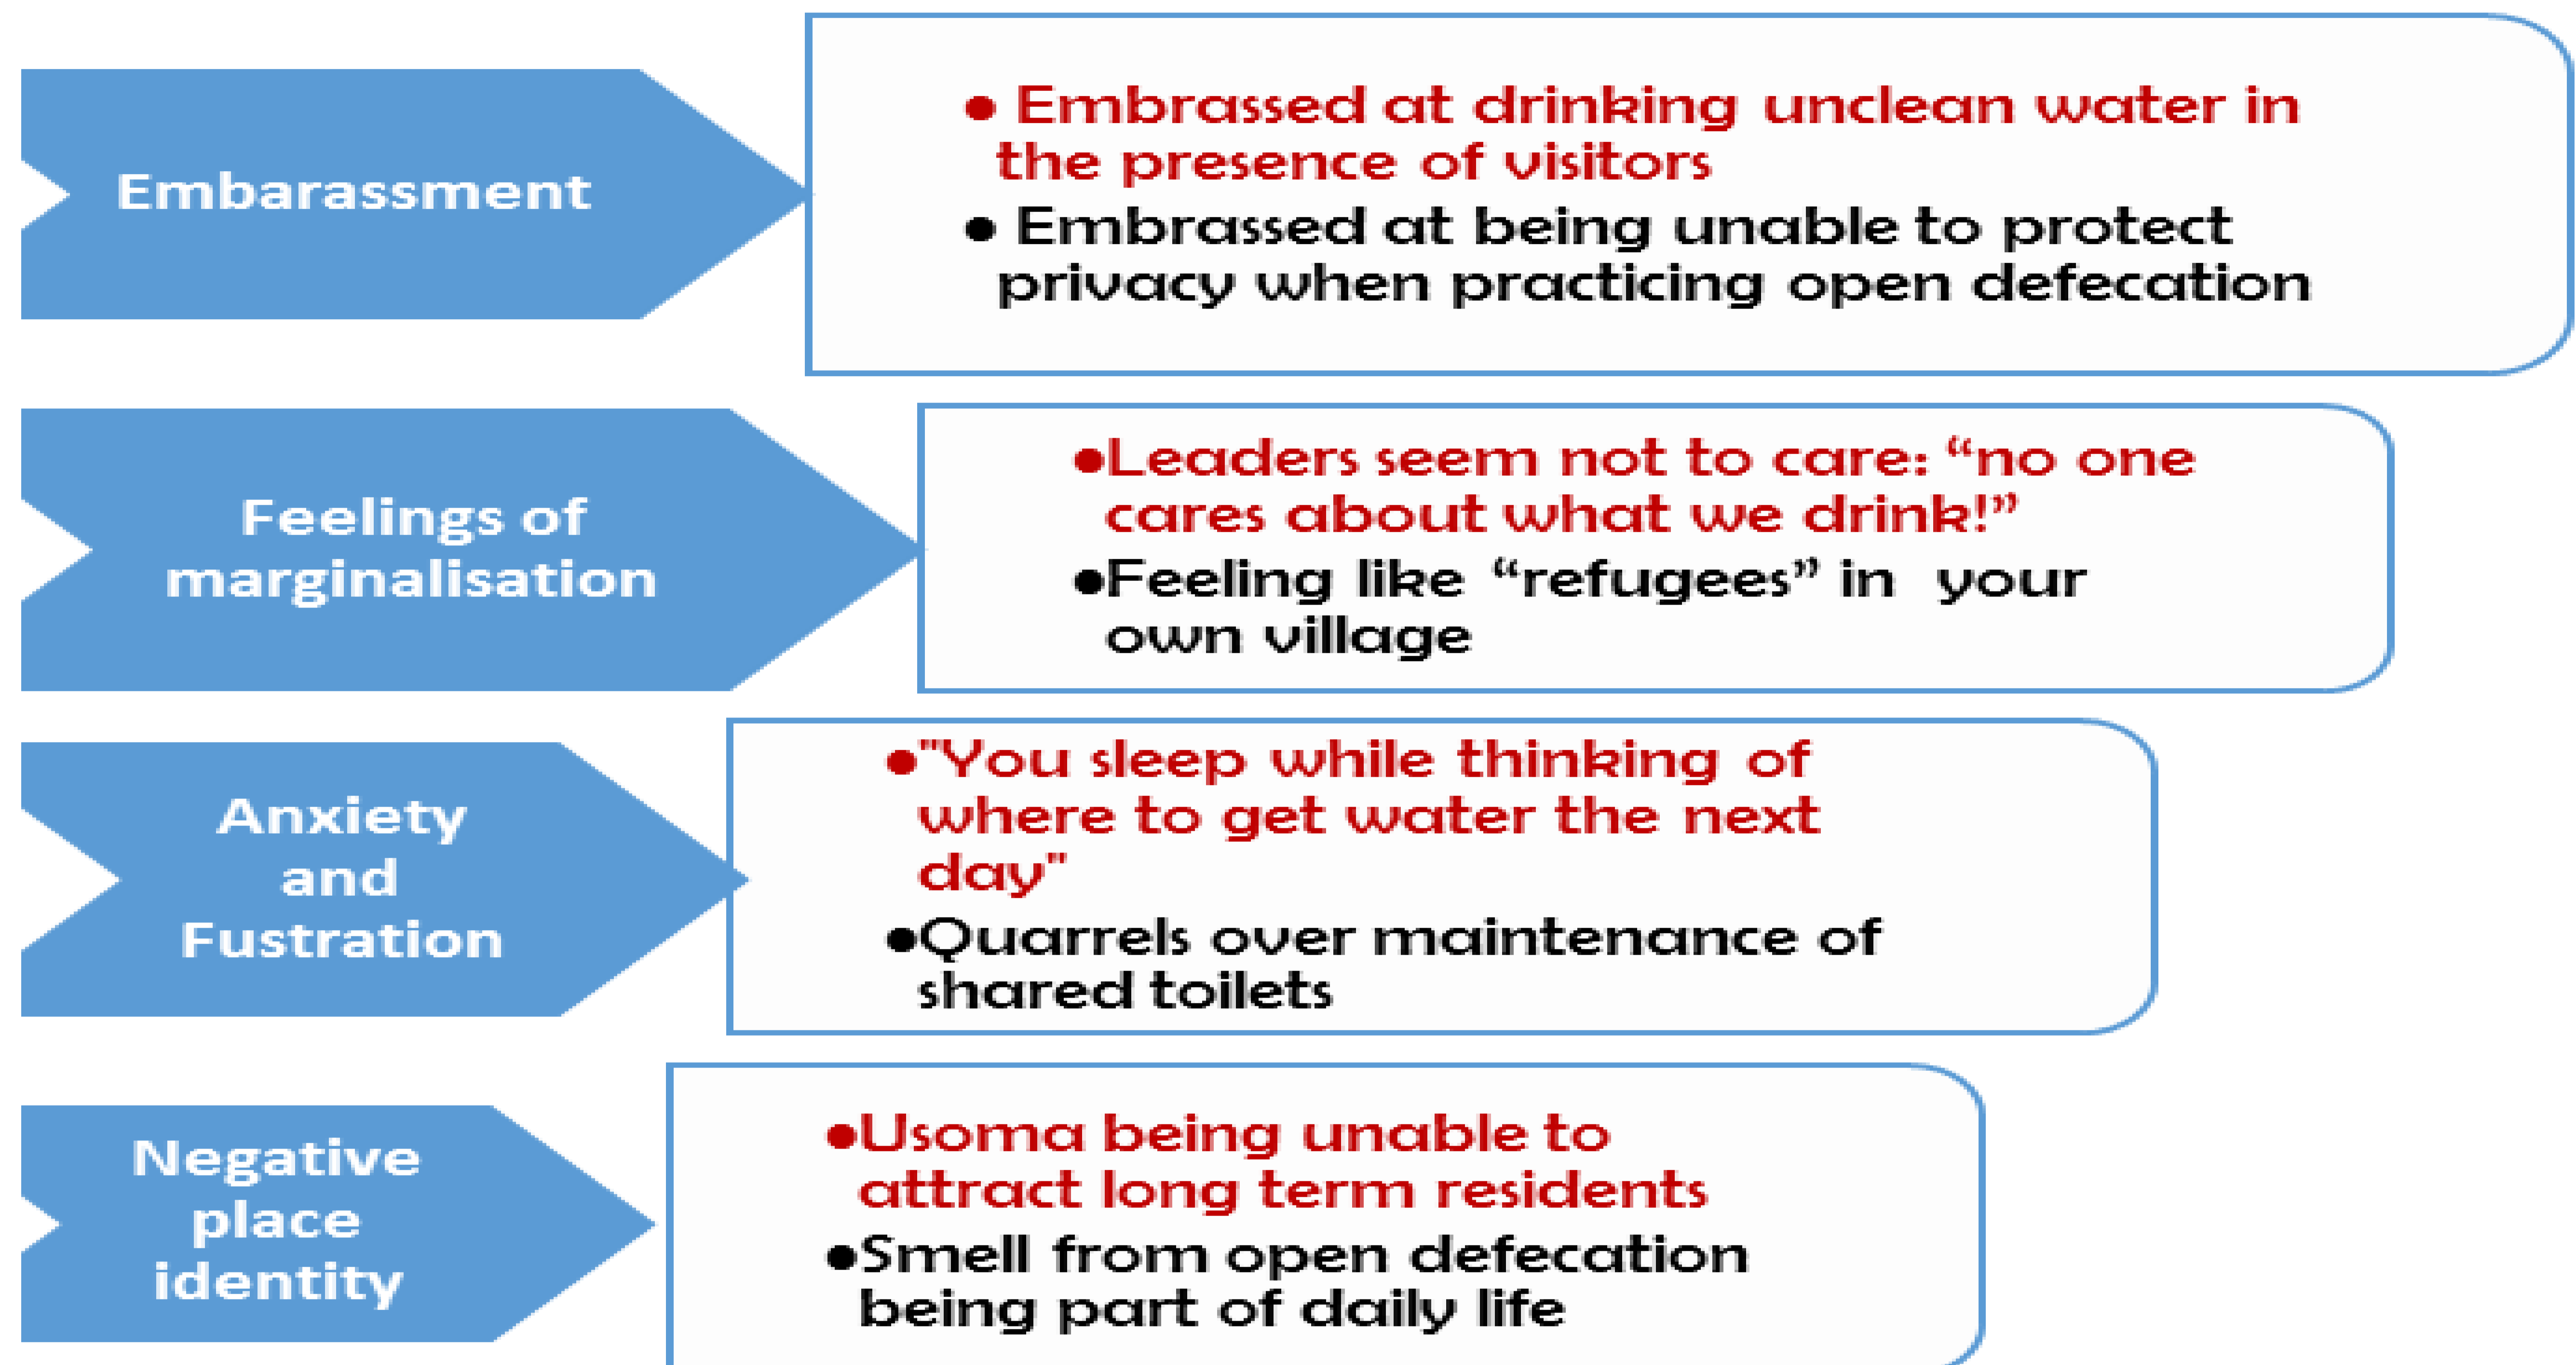 Embarassment
• Embrassed at drinking unclean water in
the presence of visitors
• Embrassed at being unable to protect
privacy when practicing open defecation
Feelings of
marginalisation
•Leaders seem not to care: “no one
cares about what we drink!”
•Feeling like “refugees” in your
own village
Anxiety
and
Fustration
•"You sleep while thinking of
where to get water the next
day"
•Quarrels over maintenance of
shared toilets
Negative
place
identity
•Usoma being unable to
attract long term residents
•Smell from open defecation
being part of daily life